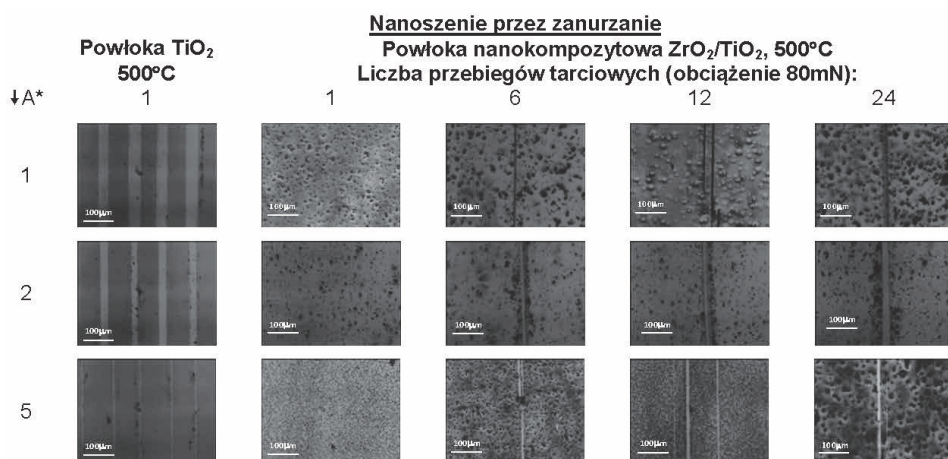 Nanoszenie przez zanurzanie
Powłoka TiO₂
500°C
Powłoka nanokompozytowa ZrO₂/TiO₂, 500°C
Liczba przebiegów tarciowych (obciążenie 80mN):
↓A* 1 1 6 12 24
1
100µm 100µm 100µm 100µm 100µm
2
100µm 100µm 100µm 100µm 100µm
5
100µm 100µm 100µm 100µm 100µm